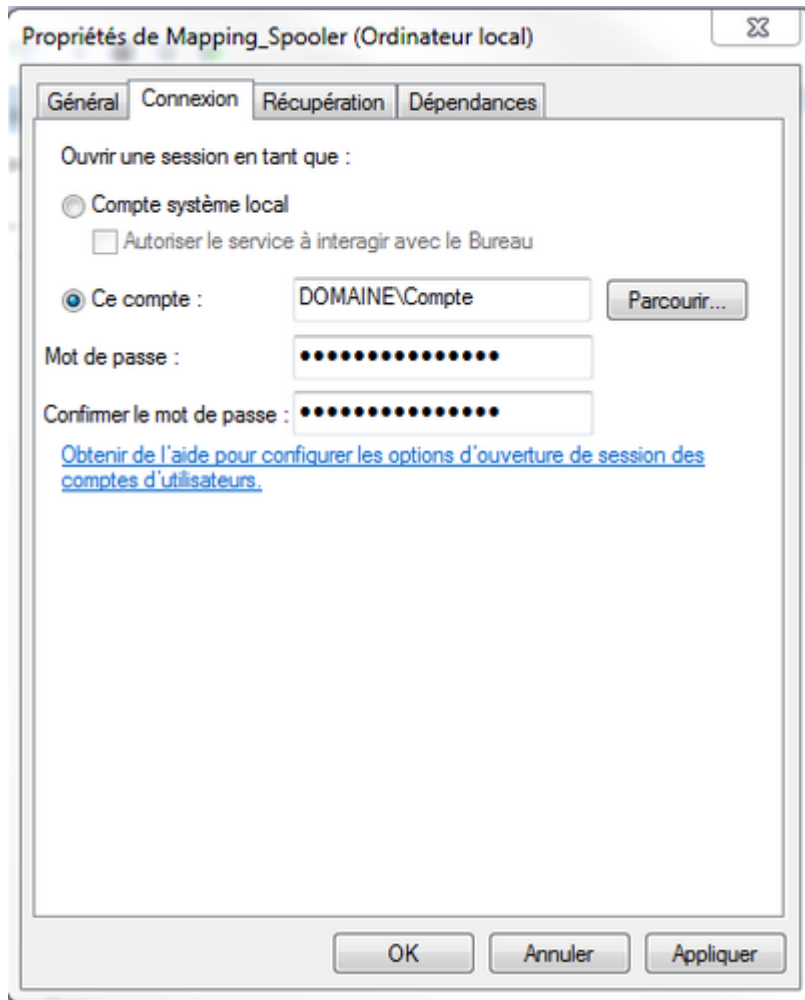 Propriétés de Mapping_Spooler (Ordinateur local)
Général Connexion Récupération Dépendances
Ouvrir une session en tant que :
Compte système local
Autoriser le service à interagir avec le Bureau
Ce compte : DOMAINE\Compte Parcourir...
Mot de passe : •••••••••••••••
Confirmer le mot de passe : •••••••••••••••
Obtenir de l'aide pour configurer les options d'ouverture de session des
comptes d'utilisateurs.
OK Annuler Appliquer